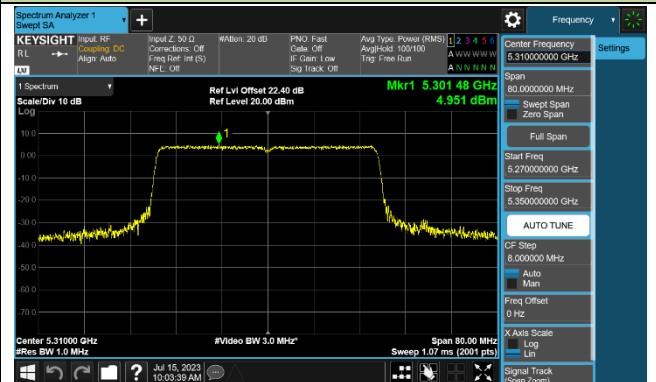 Spectrum Analyzer 1
Swept SA
+
Frequency
KEYSIGHT
RL
LXI
Input: RF
Coupling: DC
Align: Auto
Input Z: 50 Ω
Corrections: Off
Freq Ref: Int (S)
NFE: Off
#Atten: 20 dB
PNO: Fast
Gate: Off
IF Gain: Low
Sig Track: Off
Avg Type: Power (RMS)
Avg|Hold: 100/100
Trig: Free Run
1 2 3 4 5 6
A W W W W W
A N N N N N
1 Spectrum
Scale/Div 10 dB
Log
Ref Lvl Offset 22.40 dB
Ref Level 20.00 dBm
Mkr1 5.301 48 GHz
4.951 dBm
1
10.0
0.00
-10.0
-20.0
-30.0
-40.0
-50.0
-60.0
-70.0
Center 5.31000 GHz
#Res BW 1.0 MHz
#Video BW 3.0 MHz*
Span 80.00 MHz
Sweep 1.07 ms (2001 pts)
Jul 15, 2023
10:03:39 AM
?
Center Frequency
5.310000000 GHz
Settings
Span
80.0000000 MHz
Swept Span
Zero Span
Full Span
Start Freq
5.270000000 GHz
Stop Freq
5.350000000 GHz
AUTO TUNE
CF Step
8.000000 MHz
Auto
Man
Freq Offset
0 Hz
X Axis Scale
Log
Lin
Signal Track
(Span Zoom)